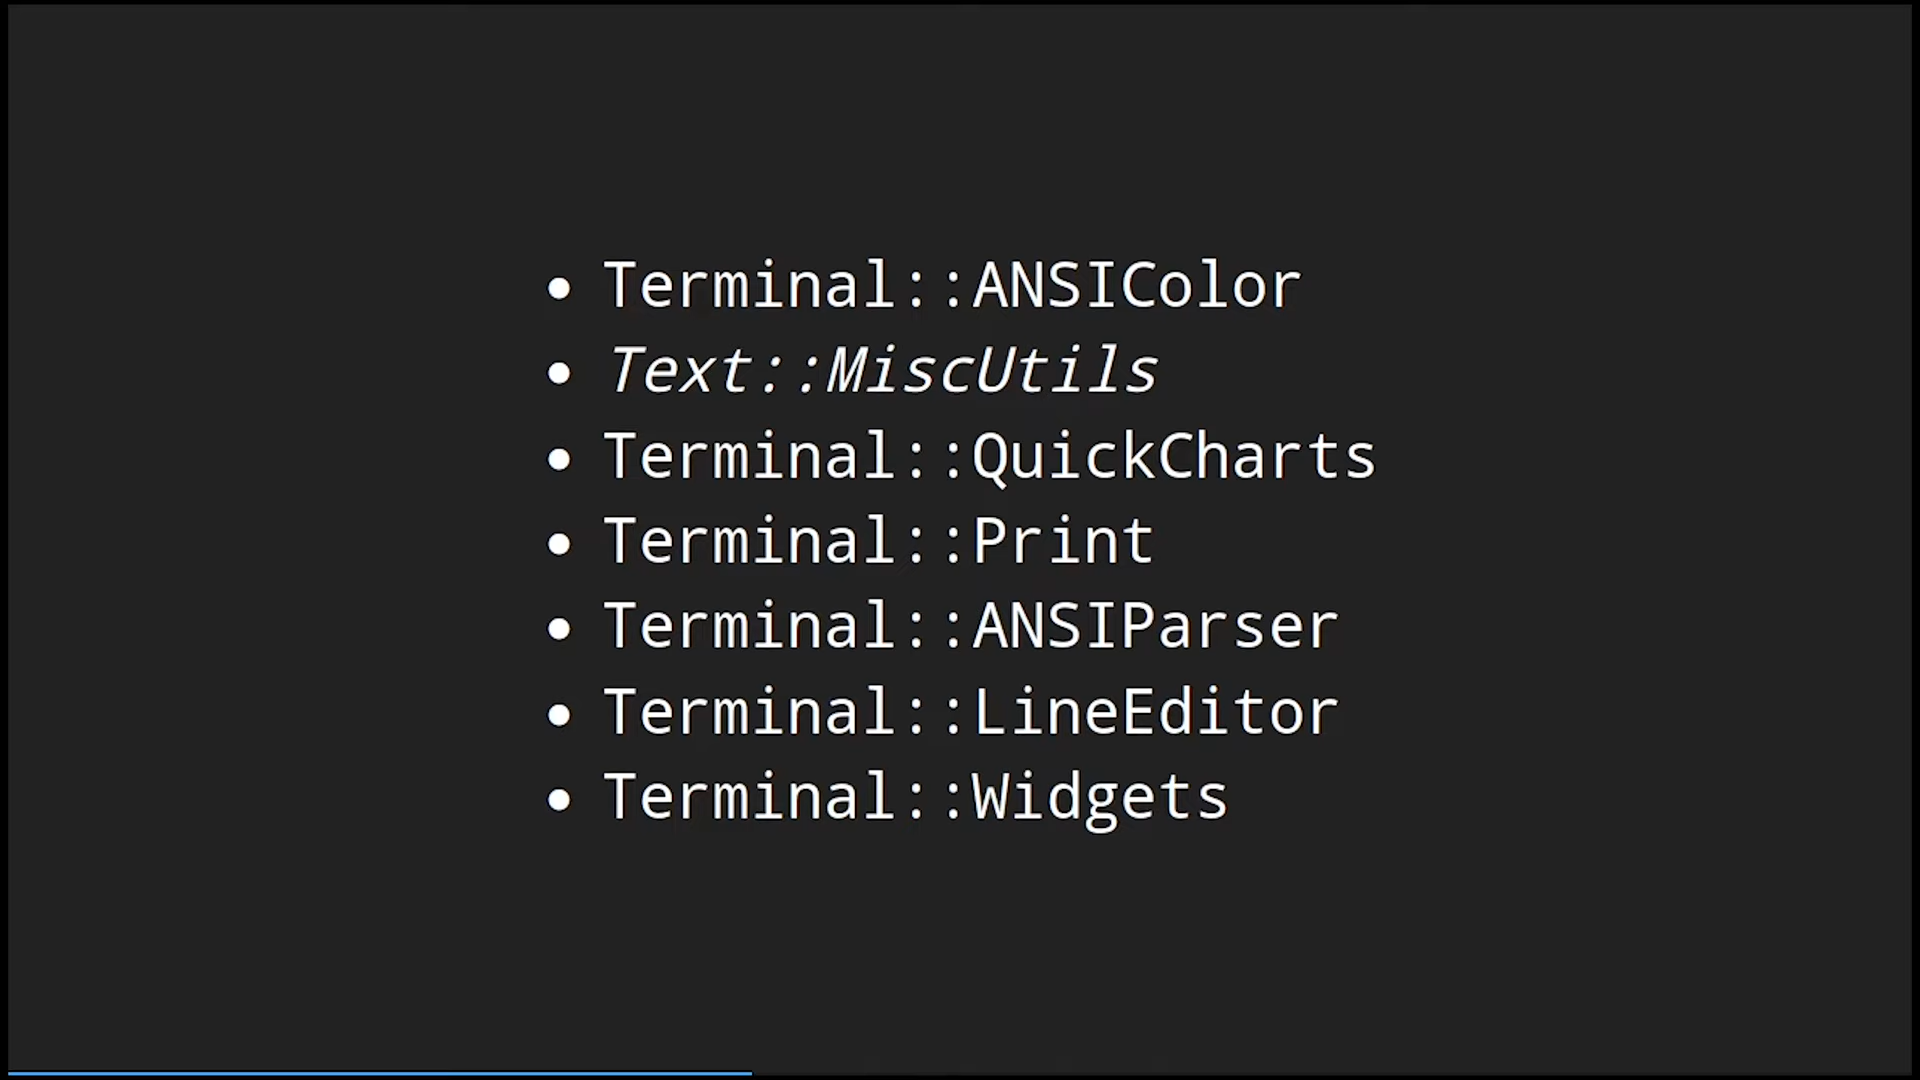 • Terminal::ANSIColor
• Text::MiscUtils
• Terminal::QuickCharts
• Terminal::Print
• Terminal::ANSIParser
• Terminal::LineEditor
• Terminal::Widgets